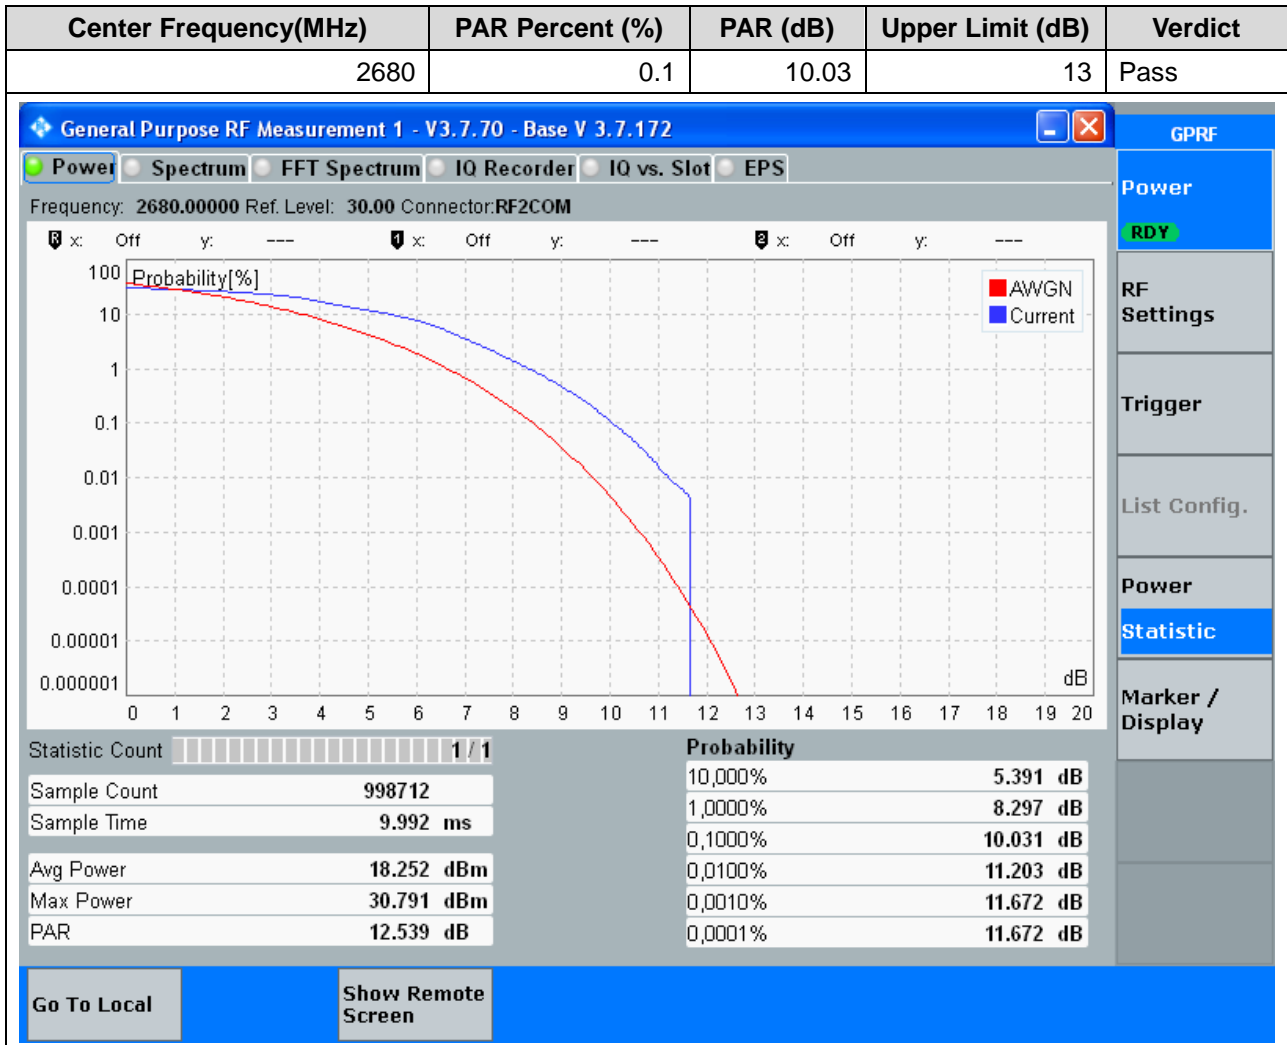 Center Frequency(MHz) PAR Percent (%) PAR (dB) Upper Limit (dB) Verdict
2680 0.1 10.03 13 Pass
General Purpose RF Measurement 1 - V3.7.70 - Base V 3.7.172
GPRF
Power Spectrum FFT Spectrum IQ Recorder IQ vs. Slot EPS
Frequency: 2680.00000 Ref. Level: 30.00 Connector:RF2COM
R x: Off y: --- 1 x: Off y: --- 2 x: Off y: ---
Probability[%]
AWGN
Current
100
10
1
0.1
0.01
0.001
0.0001
0.00001
0.000001
dB
0 1 2 3 4 5 6 7 8 9 10 11 12 13 14 15 16 17 18 19 20
Statistic Count 1 / 1
Sample Count 998712
Sample Time 9.992 ms
Avg Power 18.252 dBm
Max Power 30.791 dBm
PAR 12.539 dB
Probability
10,000% 5.391 dB
1,0000% 8.297 dB
0,1000% 10.031 dB
0,0100% 11.203 dB
0,0010% 11.672 dB
0,0001% 11.672 dB
Power
RDY
RF
Settings
Trigger
List Config.
Power
Statistic
Marker /
Display
Go To Local
Show Remote
Screen